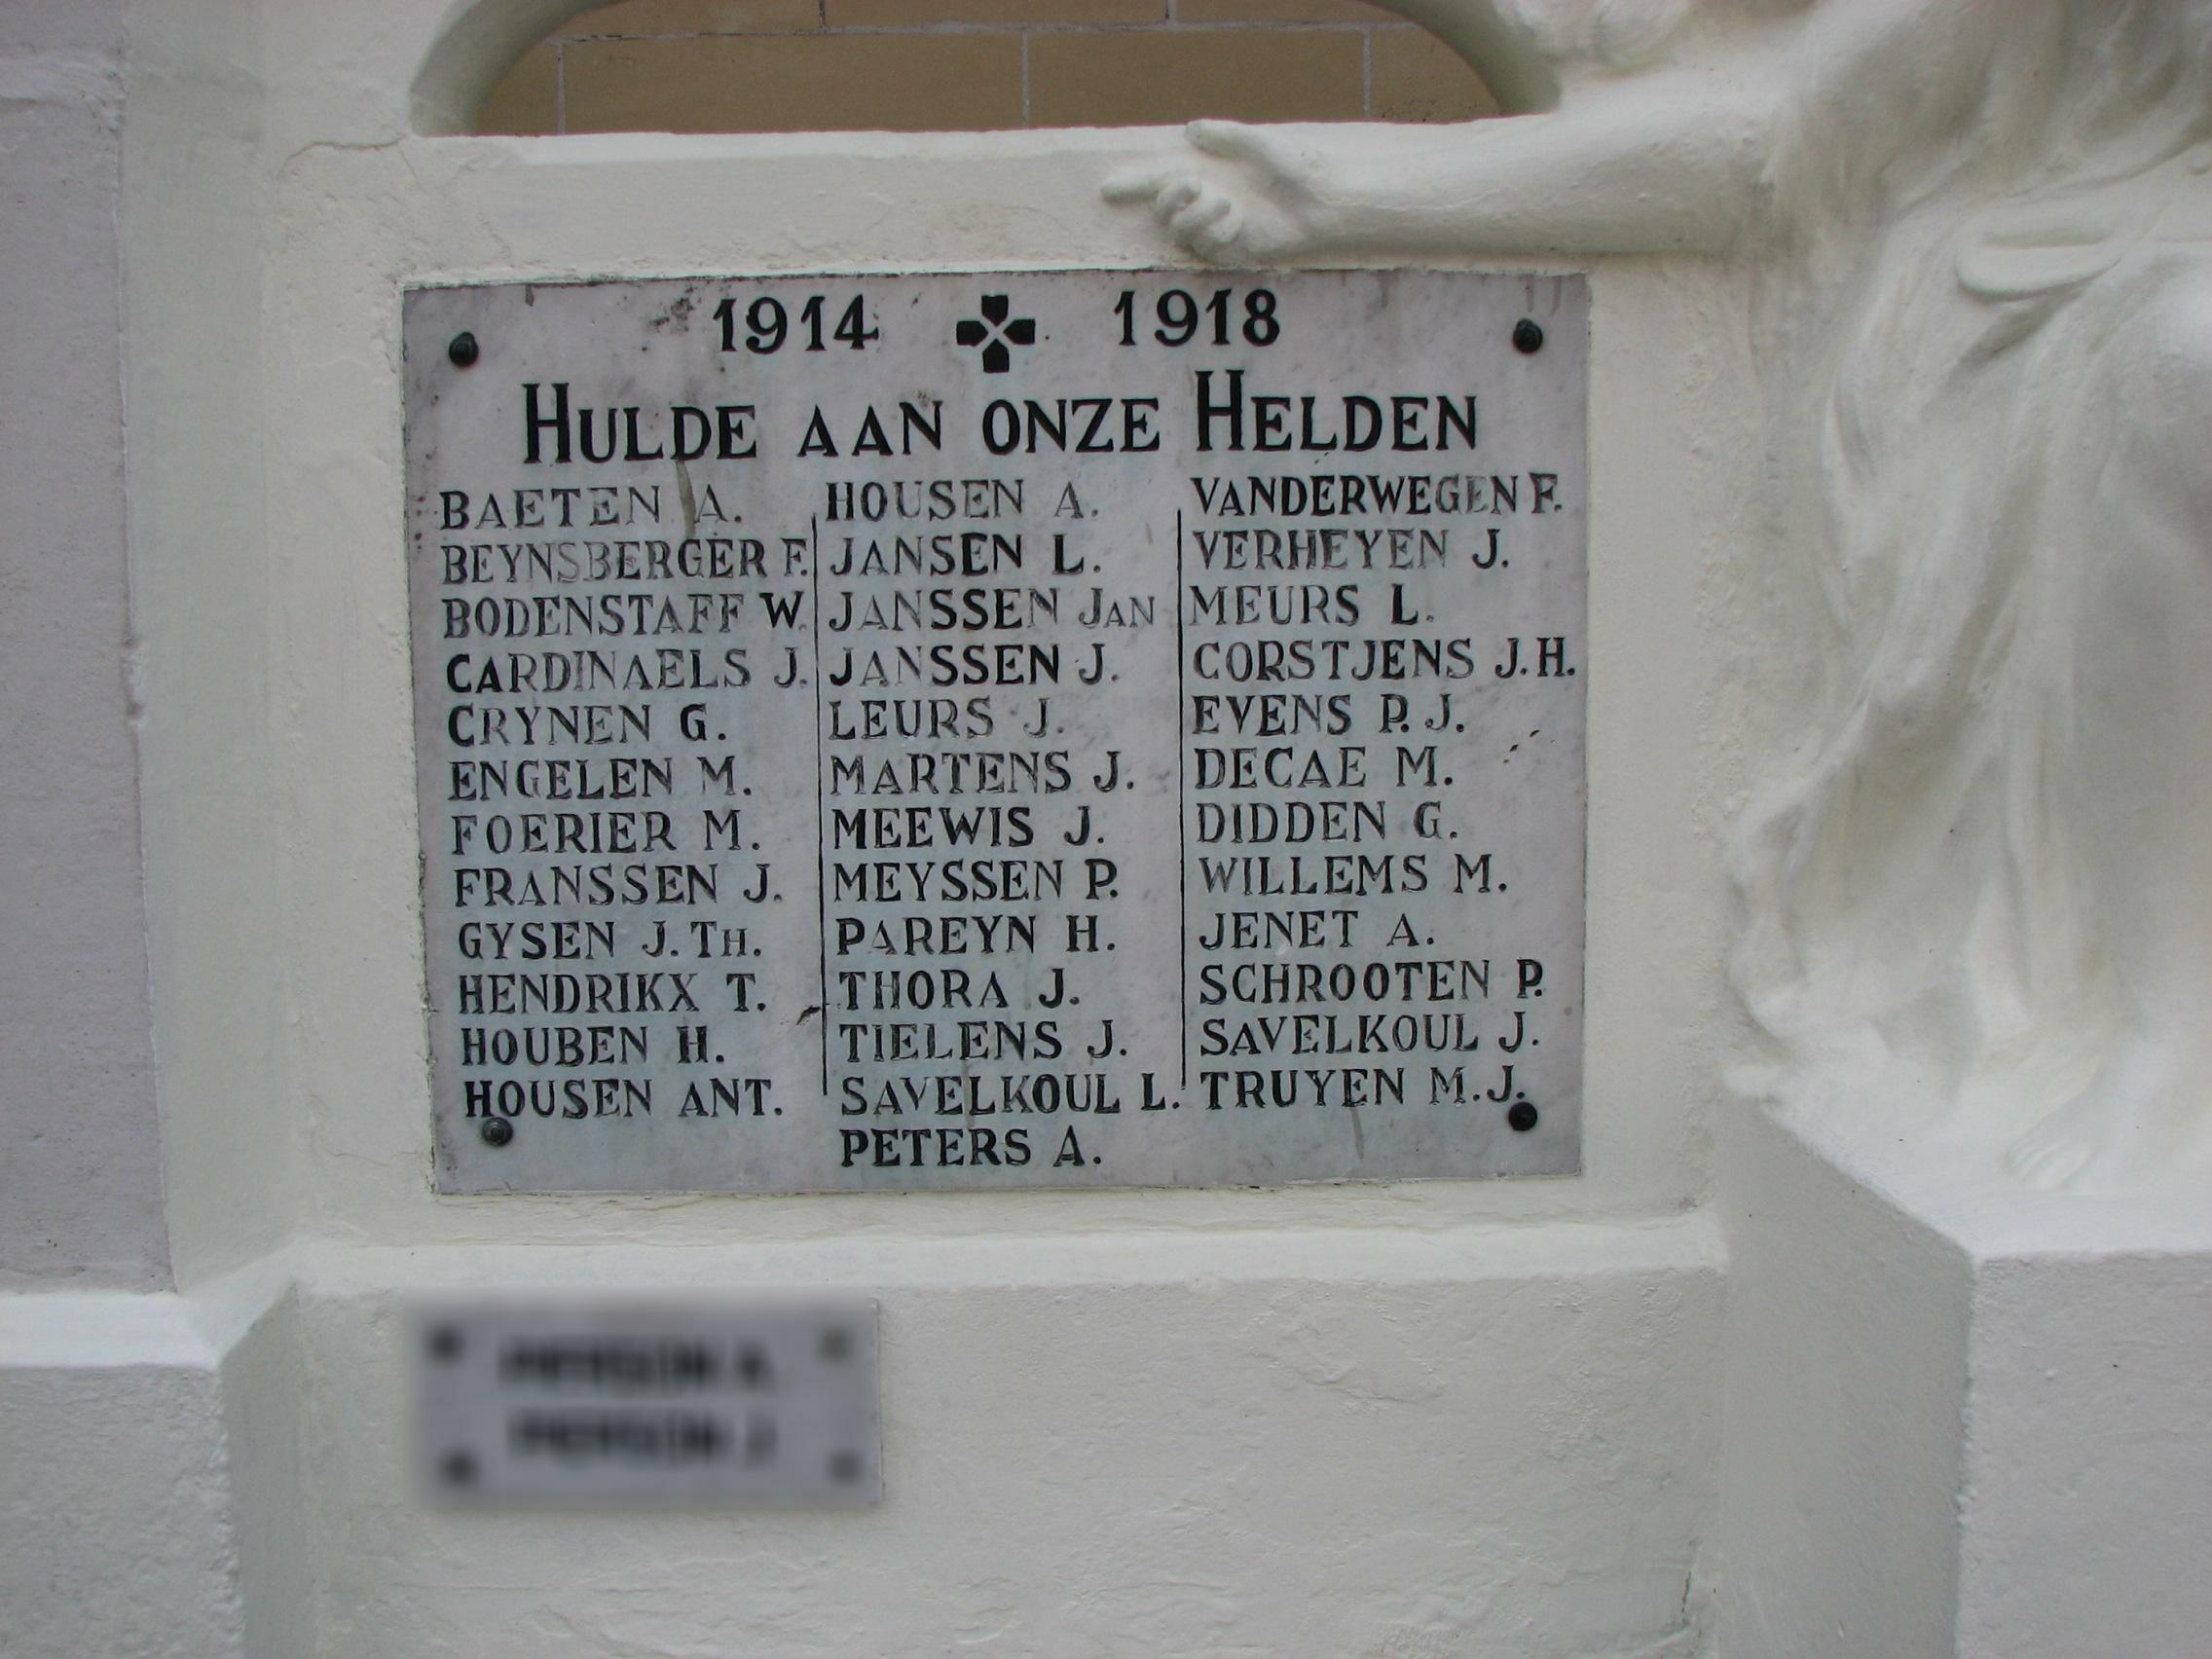 1914 1918
HULDE AAN ONZE HELDEN
BAETEN A.
BEYNSBERGER F.
BODENSTAFF W.
CARDINAELS J.
CRYNEN G.
ENGELEN M.
FOERIER M.
FRANSSEN J.
GYSEN J. TH.
HENDRIKX T.
HOUBEN H.
HOUSEN ANT.
HOUSEN A.
JANSEN L.
JANSSEN JAN
JANSSEN J.
LEURS J.
MARTENS J.
MEEWIS J.
MEYSSEN P.
PAREYN H.
THORA J.
TIELENS J.
SAVELKOUL L.
PETERS A.
VANDERWEGEN F.
VERHEYEN J.
MEURS L.
CORSTJENS J.H.
EVENS P.J.
DECAE M.
DIDDEN G.
WILLEMS M.
JENET A.
SCHROOTEN P.
SAVELKOUL J.
TRUYEN M.J.